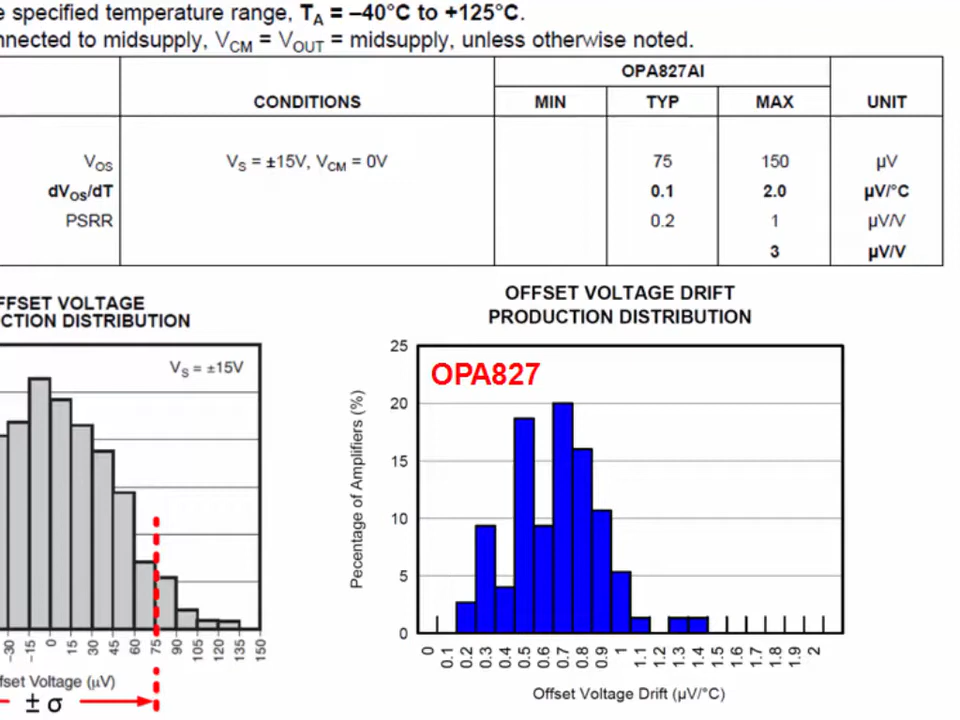 e specified temperature range, TA = –40°C to +125°C.
nnected to midsupply, VCM = VOUT = midsupply, unless otherwise noted.
OPA827AI
CONDITIONS MIN TYP MAX UNIT
VOS VS = ±15V, VCM = 0V 75 150 µV
dVOS/dT 0.1 2.0 µV/°C
PSRR 0.2 1 µV/V
3 µV/V
FFSET VOLTAGE
CTION DISTRIBUTION
VS = ±15V
-30 -15 0 15 30 45 60 75 90 105 120 135 150
fset Voltage (µV)
± σ
OFFSET VOLTAGE DRIFT
PRODUCTION DISTRIBUTION
OPA827
25
20
15
10
5
0
Pecentage of Amplifiers (%)
0 0.1 0.2 0.3 0.4 0.5 0.6 0.7 0.8 0.9 1 1.1 1.2 1.3 1.4 1.5 1.6 1.7 1.8 1.9 2
Offset Voltage Drift (µV/°C)